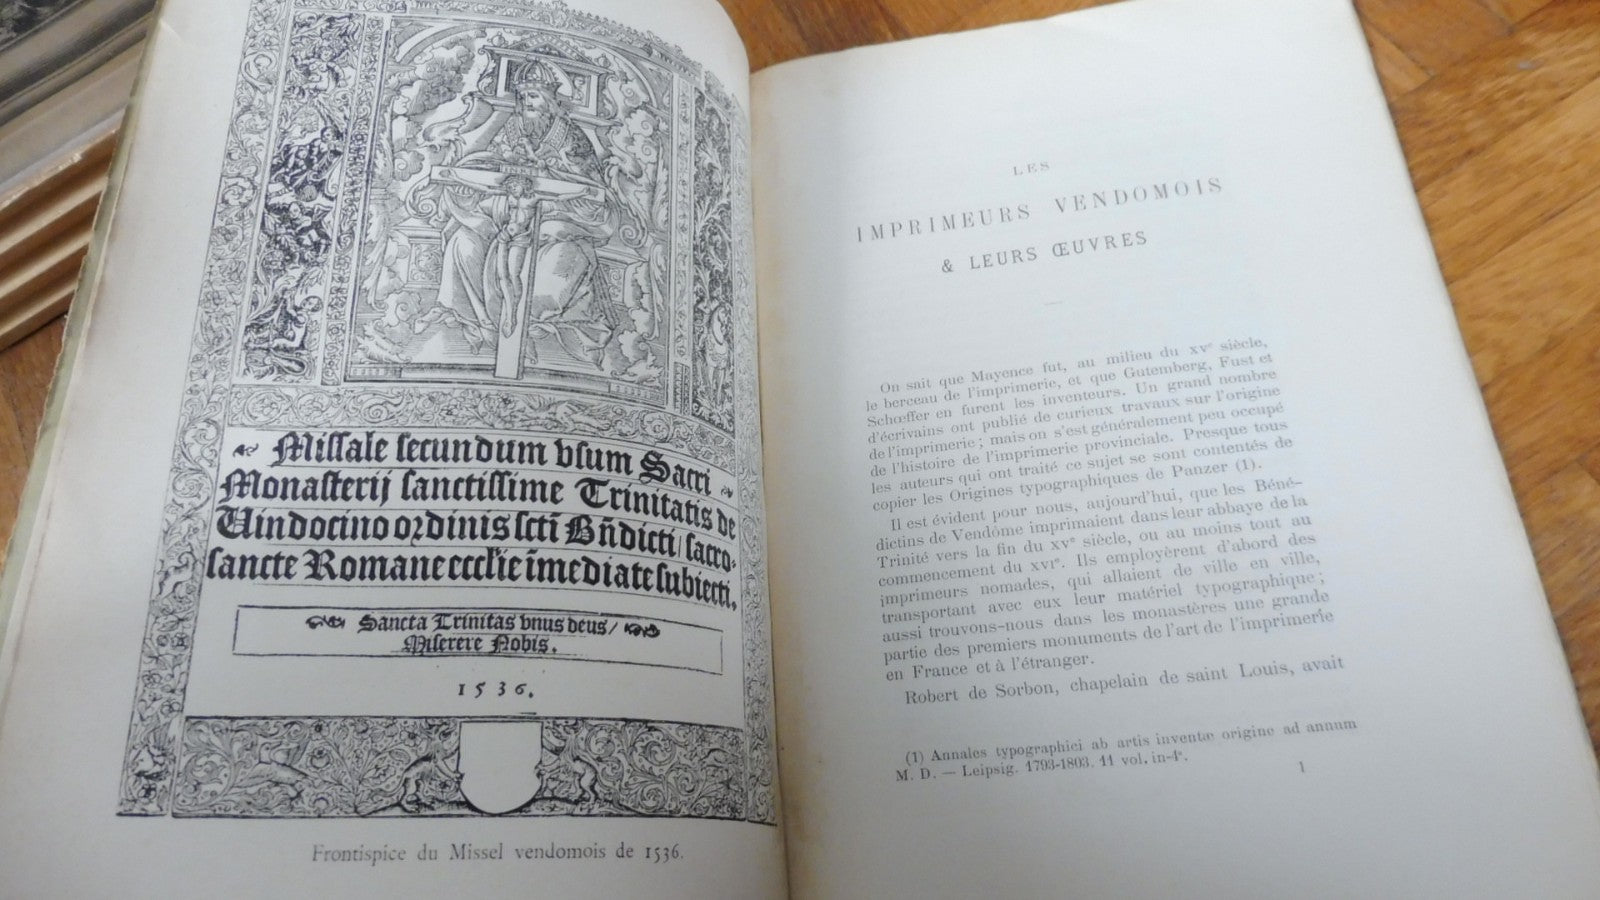 Missale secundum vsum Sacri
Monasterij sanctissime Trinitatis de
Vindocino ordinis scti Bñdicti / sacro-
sancte Romane ecclie īmediate subiecti.
Sancta Trinitas vnus deus /
Miserere Nobis.
1536.
Frontispice du Missel vendomois de 1536.
LES
IMPRIMEURS VENDOMOIS
& LEURS ŒUVRES
On sait que Mayence fut, au milieu du XVe siècle,
le berceau de l'imprimerie, et que Gutemberg, Fust et
Schœffer en furent les inventeurs. Un grand nombre
d'écrivains ont publié de curieux travaux sur l'origine
de l'imprimerie; mais on s'est généralement peu occupé
de l'histoire de l'imprimerie provinciale. Presque tous
les auteurs qui ont traité ce sujet se sont contentés de
copier les Origines typographiques de Panzer (1).
Il est évident pour nous, aujourd'hui, que les Béné-
dictins de Vendôme imprimaient dans leur abbaye de la
Trinité vers la fin du XVe siècle, ou au moins tout au
commencement du XVIe. Ils employèrent d'abord des
imprimeurs nomades, qui allaient de ville en ville,
transportant avec eux leur matériel typographique;
aussi trouvons-nous dans les monastères une grande
partie des premiers monuments de l'art de l'imprimerie
en France et à l'étranger.
Robert de Sorbon, chapelain de saint Louis, avait
(1) Annales typographici ab artis inventæ origine ad annum
M. D. — Leipsig. 1793-1803. 11 vol. in-4°.
1